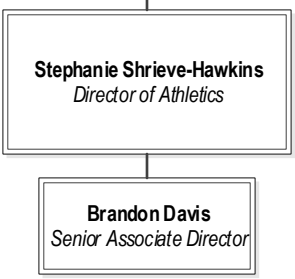 Stephanie Shrieve-Hawkins
Director of Athletics
Brandon Davis
Senior Associate Director